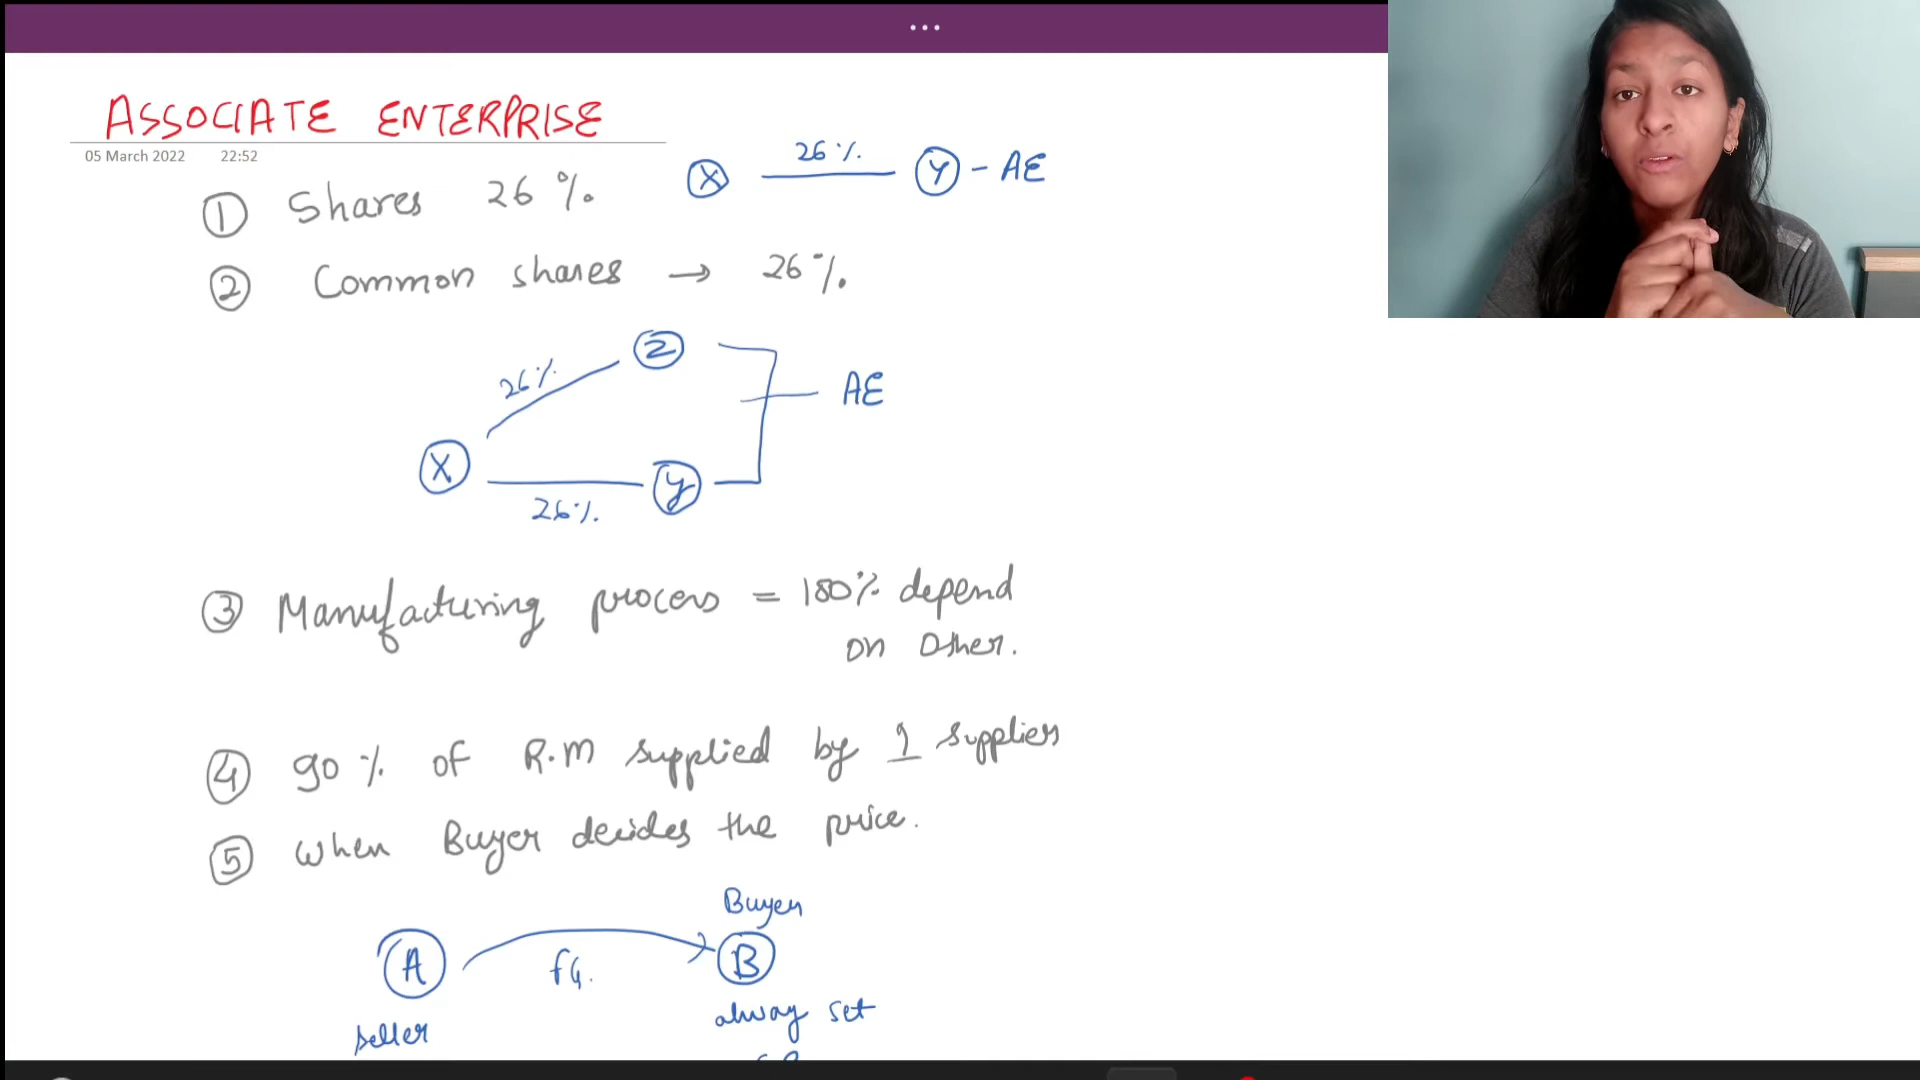 ...
ASSOCIATE ENTERPRISE
05 March 2022 22:52
① Shares 26%.
X 26%. Y - AE
② Common shares → 26%.
26%. Z
AE
X Y
26%.
③ Manufacturing process = 100% depend
on Other.
④ 90% of R.M supplied by 1 suppliers
⑤ when Buyer decides the price.
Buyer
A FG. B
seller alway set